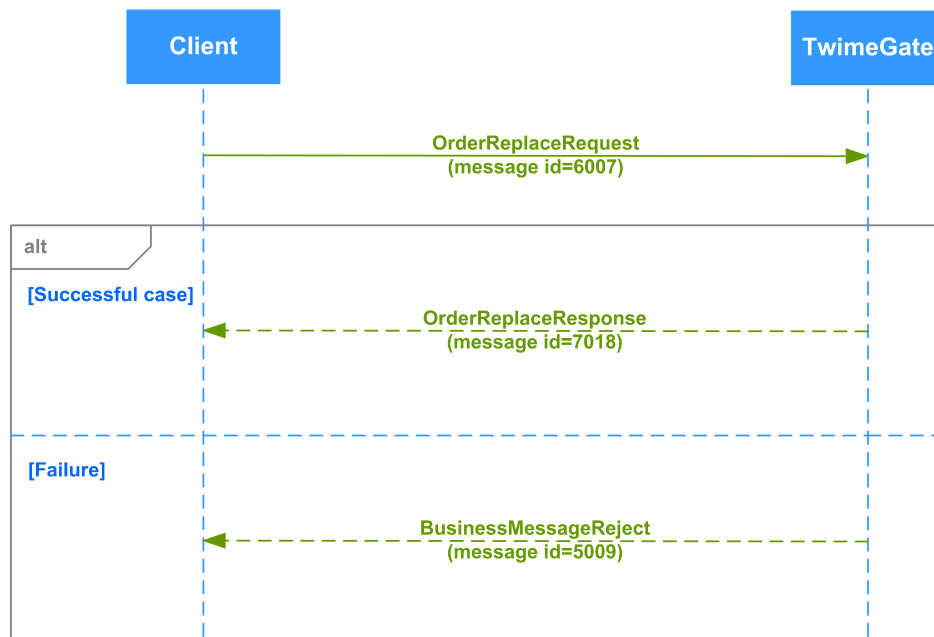 Client
TwimeGate
OrderReplaceRequest
(message id=6007)
alt
[Successful case]
OrderReplaceResponse
(message id=7018)
[Failure]
BusinessMessageReject
(message id=5009)